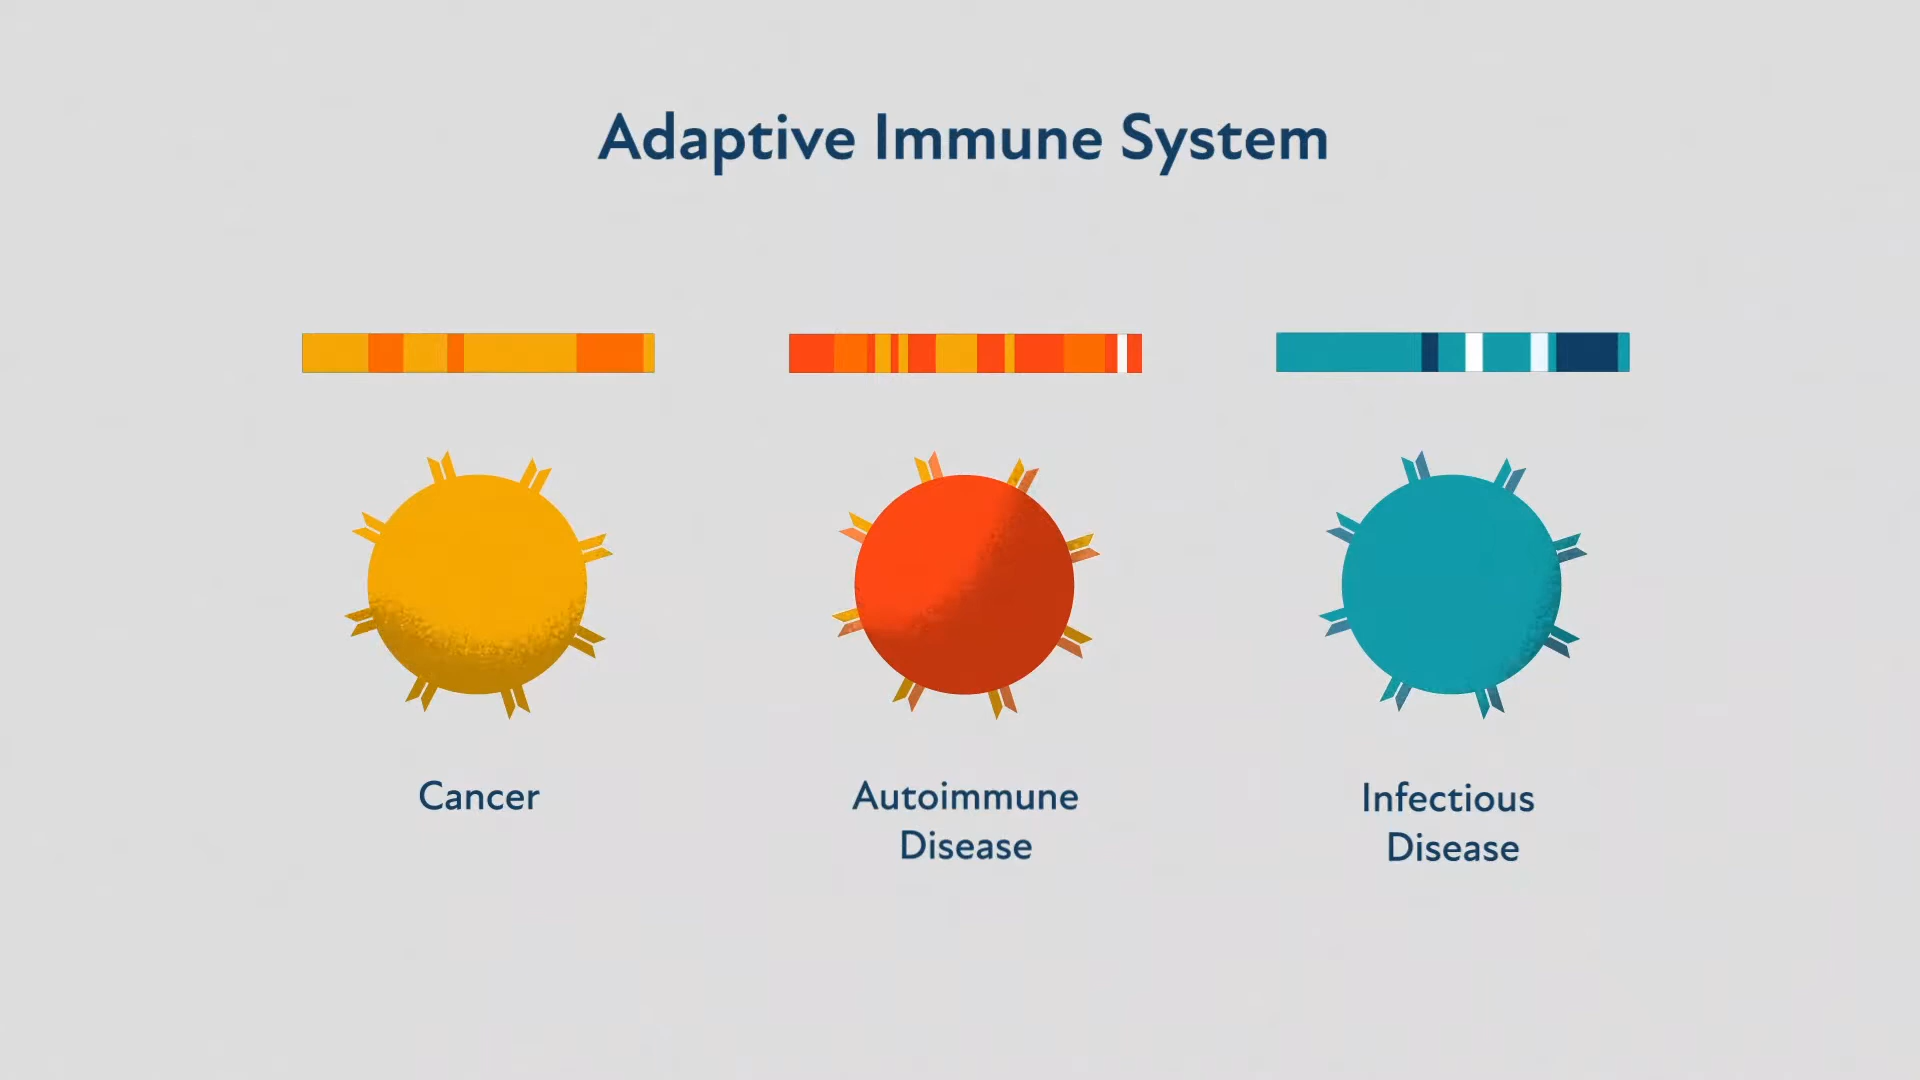 Adaptive Immune System
Cancer
Autoimmune
Disease
Infectious
Disease